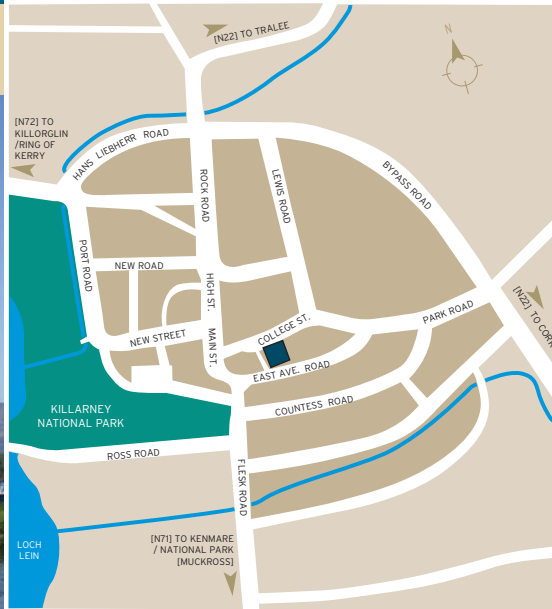 [N22] TO TRALEE
N
[N72] TO
KILLORGLIN
/RING OF
KERRY
HANS LIEBHERR ROAD
ROCK ROAD
LEWIS ROAD
BYPASS ROAD
PORT ROAD
NEW ROAD
HIGH ST.
MAIN ST.
NEW STREET
COLLEGE ST.
EAST AVE. ROAD
PARK ROAD
[N22] TO CORK
COUNTESS ROAD
KILLARNEY
NATIONAL PARK
ROSS ROAD
FLESK ROAD
LOCH
LEIN
[N71] TO KENMARE
/ NATIONAL PARK
[MUCKROSS]